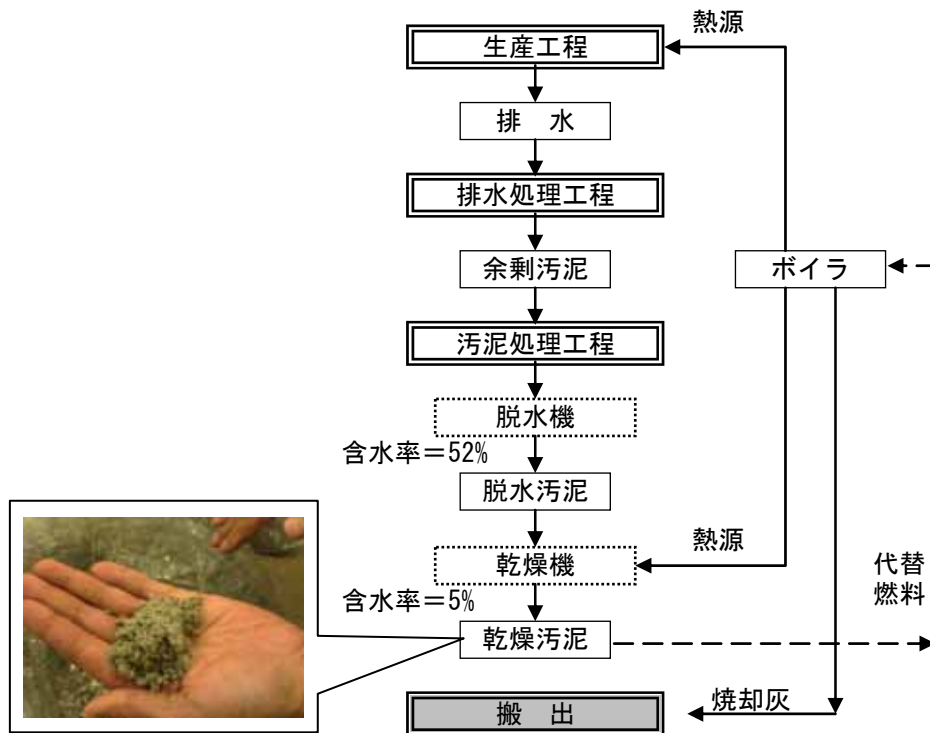 熱源
生産工程
排　水
排水処理工程
余剰汚泥
ボイラ
汚泥処理工程
脱水機
含水率＝52%
脱水汚泥
熱源
乾燥機
代替
燃料
含水率＝5%
乾燥汚泥
焼却灰
搬　出